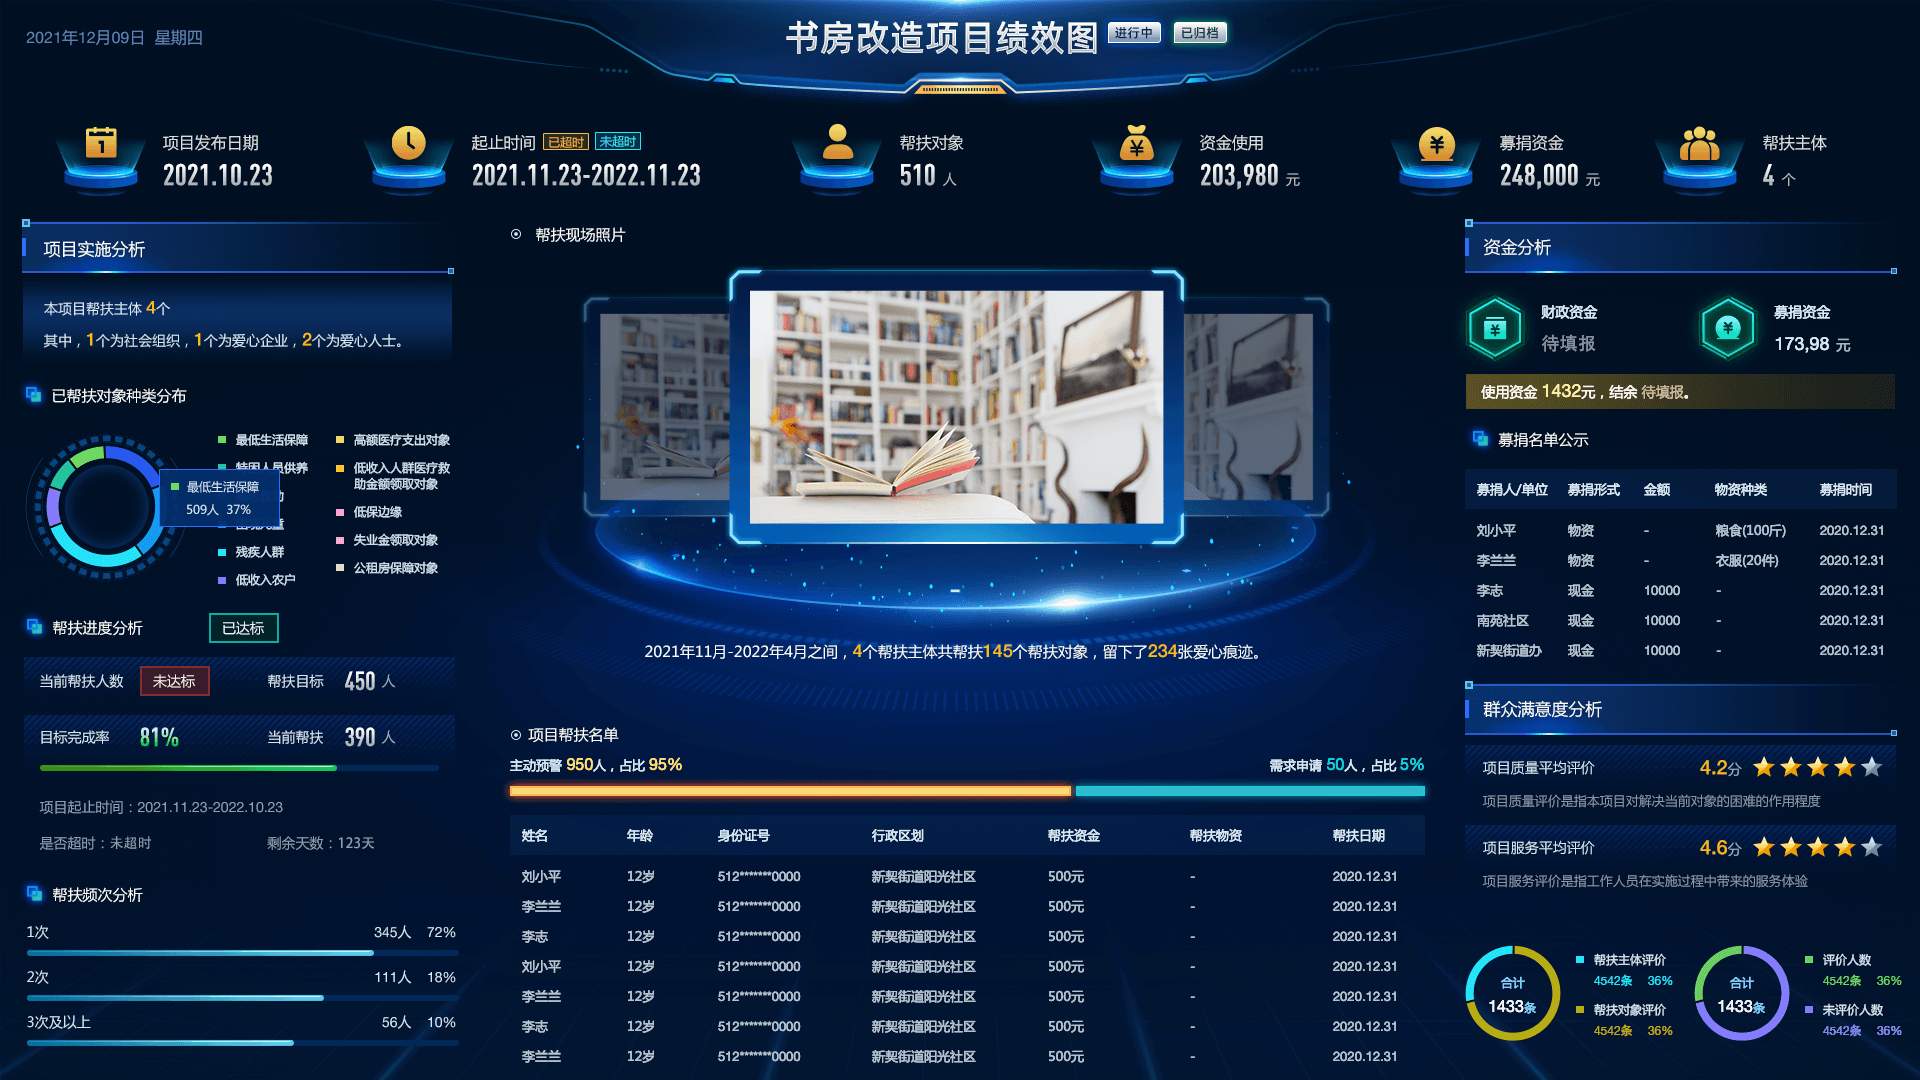 2021年12月09日 星期四
书房改造项目绩效图 进行中 已归档
项目发布日期
2021.10.23
起止时间 已超时 未超时
2021.11.23-2022.11.23
帮扶对象
510 人
资金使用
203,980 元
募捐资金
248,000 元
帮扶主体
4 个
项目实施分析
本项目帮扶主体 4个
其中，1个为社会组织，1个为爱心企业，2个为爱心人士。
已帮扶对象种类分布
最低生活保障
特困人员供养
残疾人群
低收入农户
高额医疗支出对象
低收入人群医疗救
助金额领取对象
低保边缘
失业金领取对象
公租房保障对象
最低生活保障
509人 37%
帮扶进度分析 已达标
当前帮扶人数 未达标 帮扶目标 450 人
目标完成率 81% 当前帮扶 390 人
项目起止时间：2021.11.23-2022.10.23
是否超时：未超时 剩余天数：123天
帮扶频次分析
1次 345人 72%
2次 111人 18%
3次及以上 56人 10%
帮扶现场照片
2021年11月-2022年4月之间，4个帮扶主体共帮扶145个帮扶对象，留下了234张爱心痕迹。
项目帮扶名单
主动预警 950人，占比 95% 需求申请 50人，占比 5%
姓名 年龄 身份证号 行政区划 帮扶资金 帮扶物资 帮扶日期
刘小平 12岁 512*******0000 新契街道阳光社区 500元 - 2020.12.31
李兰兰 12岁 512*******0000 新契街道阳光社区 500元 - 2020.12.31
李志 12岁 512*******0000 新契街道阳光社区 500元 - 2020.12.31
刘小平 12岁 512*******0000 新契街道阳光社区 500元 - 2020.12.31
李兰兰 12岁 512*******0000 新契街道阳光社区 500元 - 2020.12.31
李志 12岁 512*******0000 新契街道阳光社区 500元 - 2020.12.31
李兰兰 12岁 512*******0000 新契街道阳光社区 500元 - 2020.12.31
资金分析
财政资金
待填报
募捐资金
173,98 元
使用资金 1432元，结余 待填报。
募捐名单公示
募捐人/单位 募捐形式 金额 物资种类 募捐时间
刘小平 物资 - 粮食(100斤) 2020.12.31
李兰兰 物资 - 衣服(20件) 2020.12.31
李志 现金 10000 - 2020.12.31
南苑社区 现金 10000 - 2020.12.31
新契街道办 现金 10000 - 2020.12.31
群众满意度分析
项目质量平均评价 4.2分
项目质量评价是指本项目对解决当前对象的困难的作用程度
项目服务平均评价 4.6分
项目服务评价是指工作人员在实施过程中带来的服务体验
合计
1433条
帮扶主体评价
4542条 36%
帮扶对象评价
4542条 36%
合计
1433条
评价人数
4542条 36%
未评价人数
4542条 36%